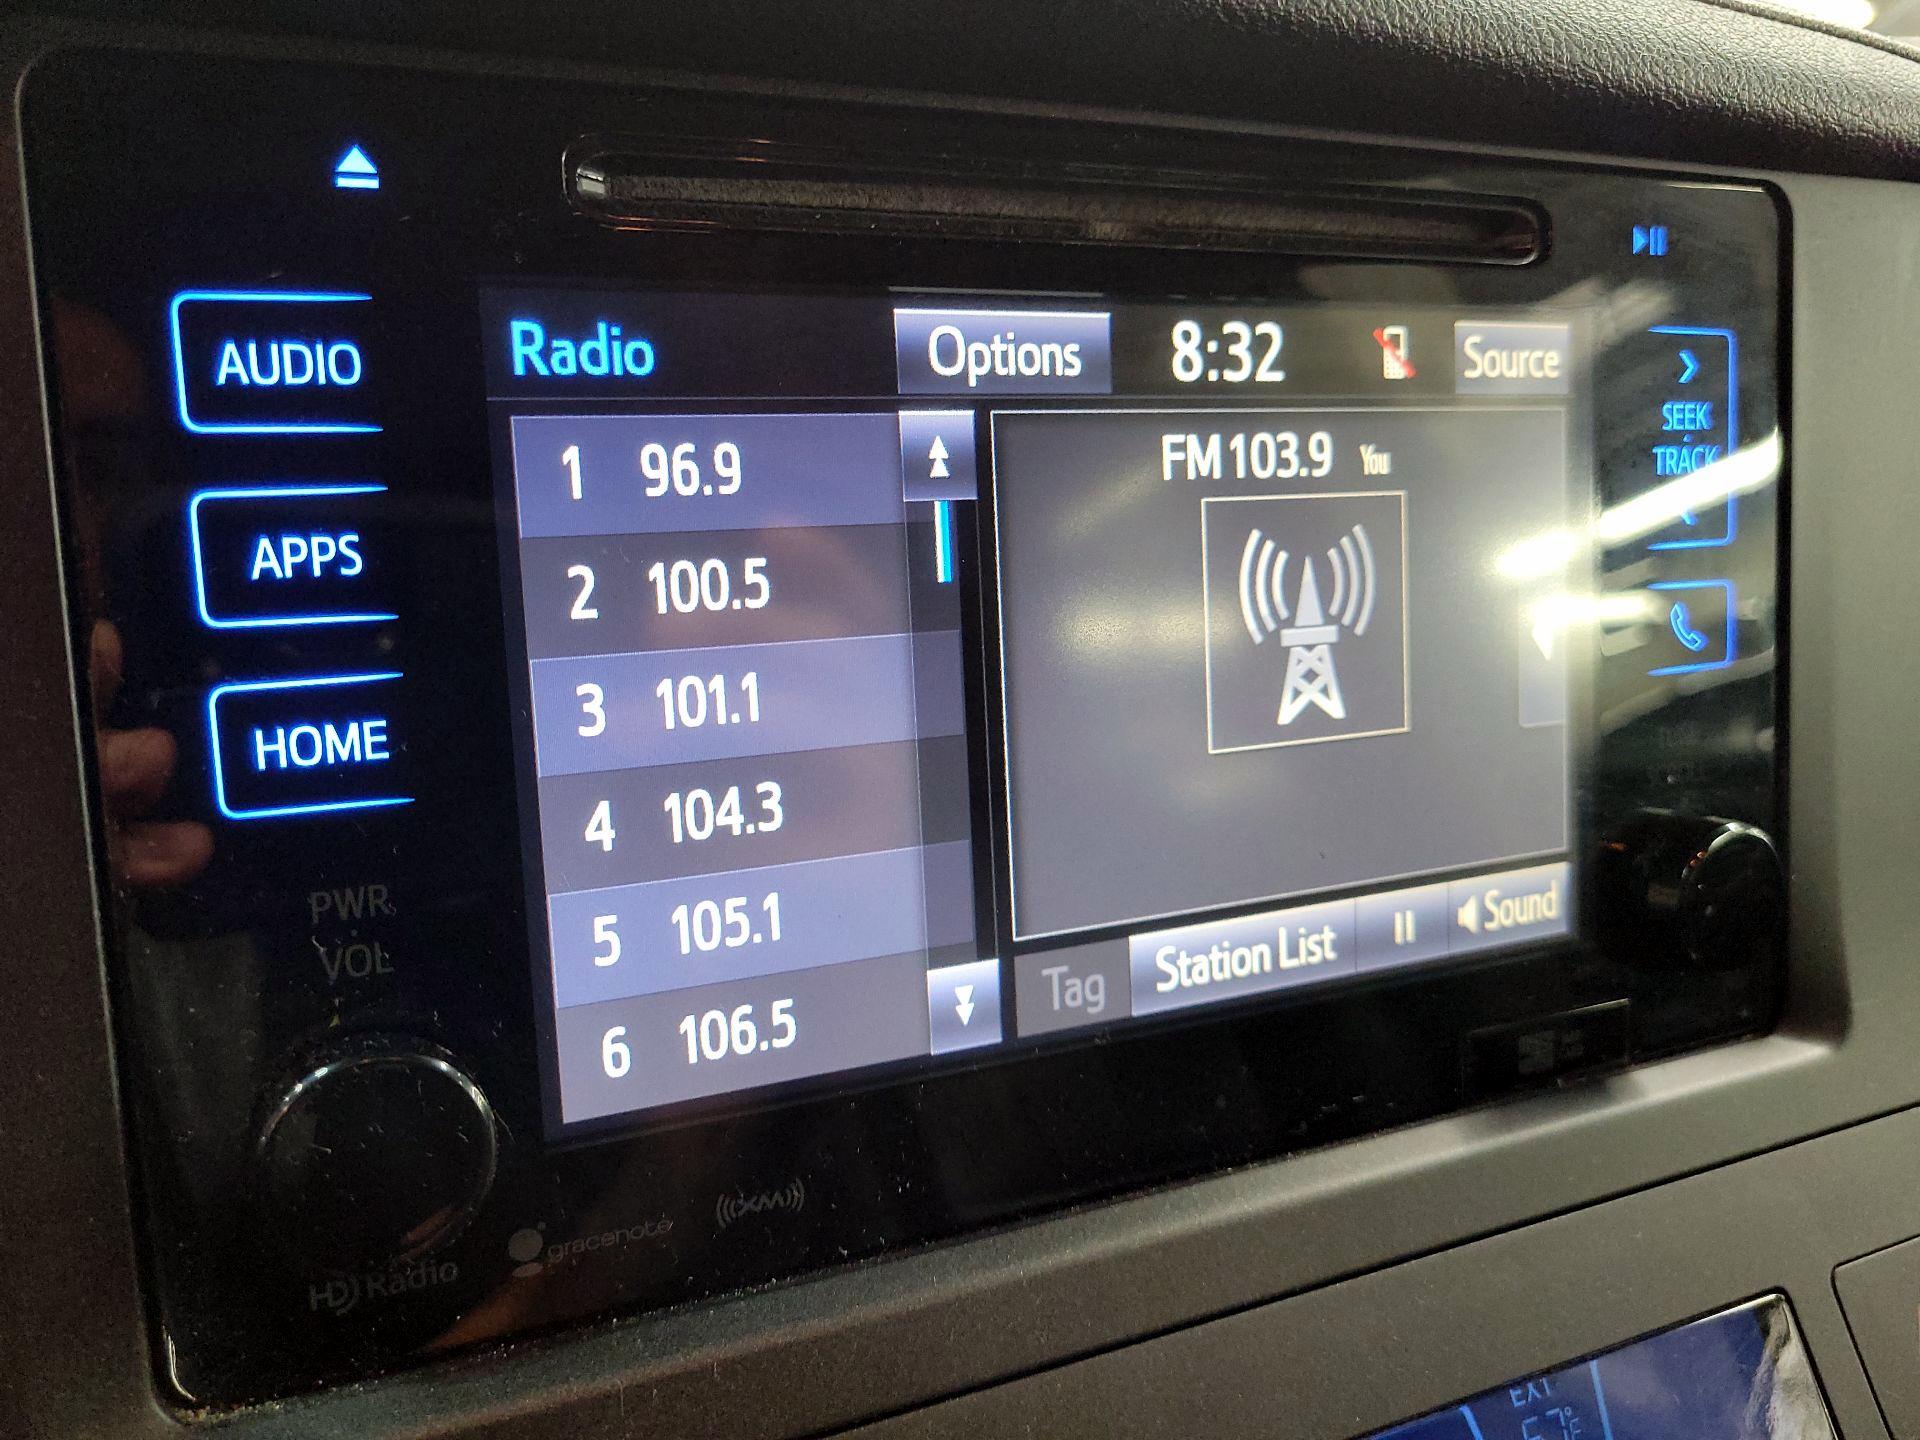 AUDIO
APPS
HOME
PWR
VOL
Radio
Options
8:32
Source
1 96.9
2 100.5
3 101.1
4 104.3
5 105.1
6 106.5
FM 103.9 You
Tag
Station List
Sound
SEEK
TRACK
HD Radio
gracenote
((XM))
EXT